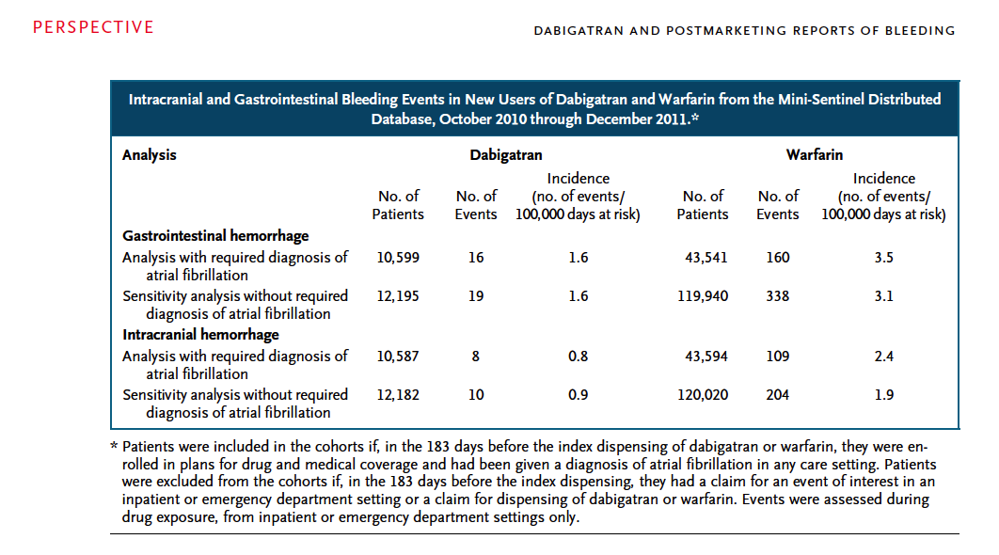 PERSPECTIVE
DABIGATRAN AND POSTMARKETING REPORTS OF BLEEDING
Intracranial and Gastrointestinal Bleeding Events in New Users of Dabigatran and Warfarin from the Mini-Sentinel Distributed
Database, October 2010 through December 2011.*
Analysis Dabigatran Warfarin
Incidence Incidence
No. of No. of (no. of events/ No. of No. of (no. of events/
Patients Events 100,000 days at risk) Patients Events 100,000 days at risk)
Gastrointestinal hemorrhage
Analysis with required diagnosis of 10,599 16 1.6 43,541 160 3.5
atrial fibrillation
Sensitivity analysis without required 12,195 19 1.6 119,940 338 3.1
diagnosis of atrial fibrillation
Intracranial hemorrhage
Analysis with required diagnosis of 10,587 8 0.8 43,594 109 2.4
atrial fibrillation
Sensitivity analysis without required 12,182 10 0.9 120,020 204 1.9
diagnosis of atrial fibrillation
* Patients were included in the cohorts if, in the 183 days before the index dispensing of dabigatran or warfarin, they were en-
rolled in plans for drug and medical coverage and had been given a diagnosis of atrial fibrillation in any care setting. Patients
were excluded from the cohorts if, in the 183 days before the index dispensing, they had a claim for an event of interest in an
inpatient or emergency department setting or a claim for dispensing of dabigatran or warfarin. Events were assessed during
drug exposure, from inpatient or emergency department settings only.